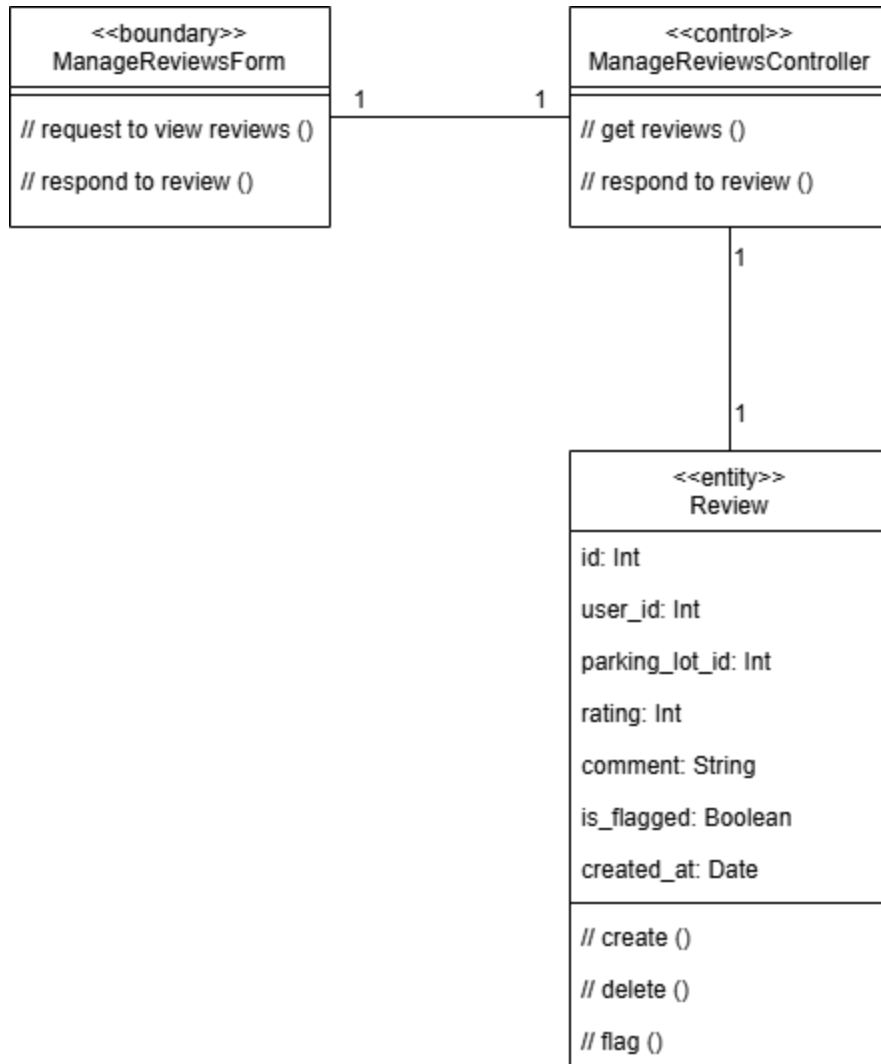 <<boundary>>
ManageReviewsForm
// request to view reviews ()
// respond to review ()
1
1
<<control>>
ManageReviewsController
// get reviews ()
// respond to review ()
1
1
<<entity>>
Review
id: Int
user_id: Int
parking_lot_id: Int
rating: Int
comment: String
is_flagged: Boolean
created_at: Date
// create ()
// delete ()
// flag ()